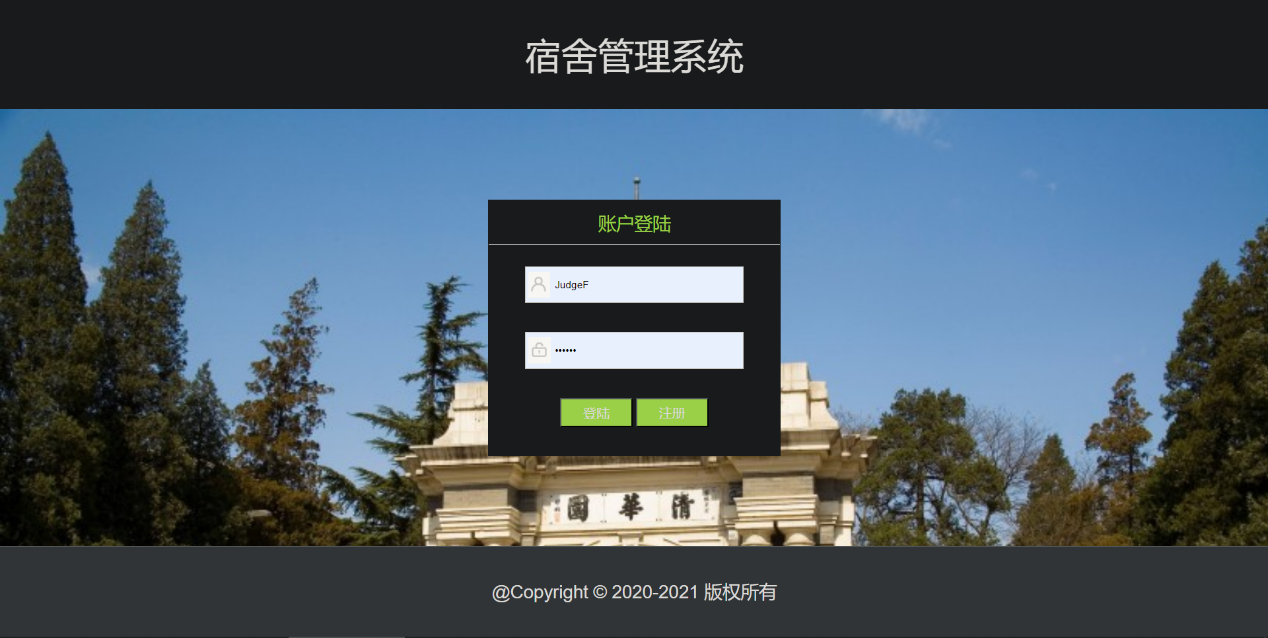 宿舍管理系统
账户登陆
JudgeF
••••••
登陆 注册
園華清
@Copyright © 2020-2021 版权所有